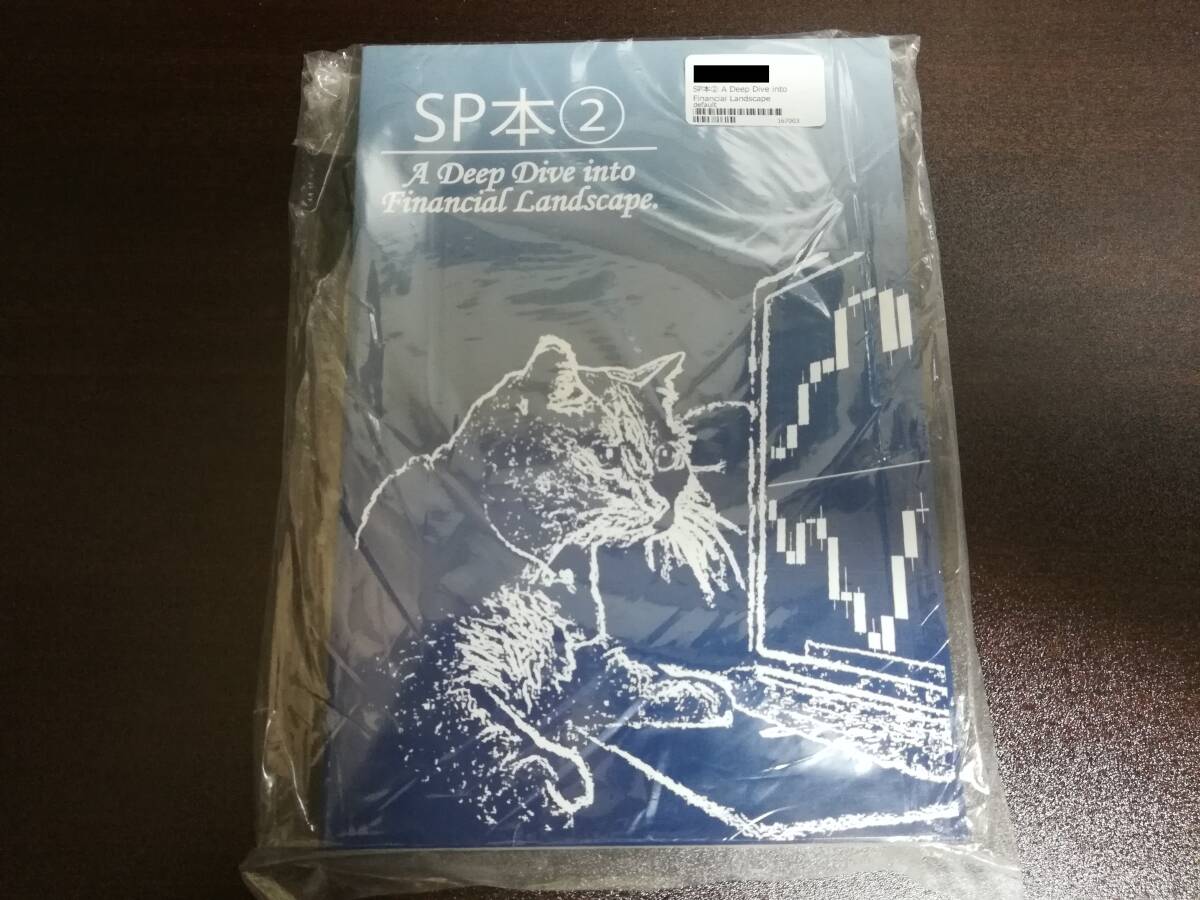 SP本②
A Deep Dive into
Financial Landscape.
SP本② A Deep Dive into
Financial Landscape
default
167003